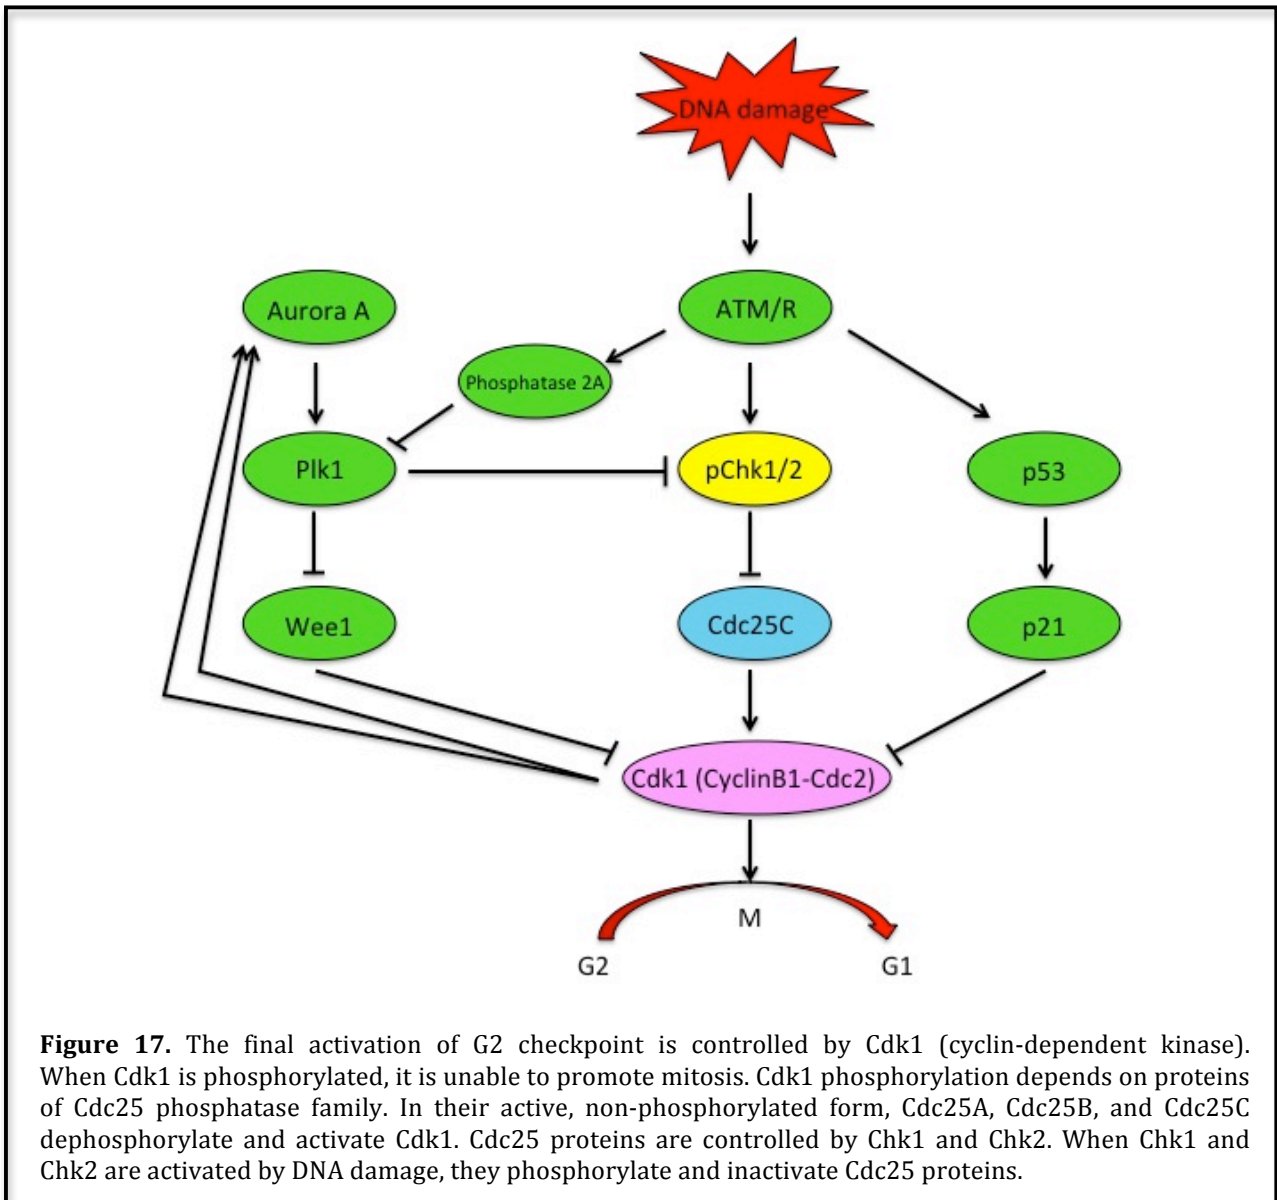 DNA damage
Aurora A
ATM/R
Phosphatase 2A
Plk1
pChk1/2
p53
Wee1
Cdc25C
p21
Cdk1 (CyclinB1-Cdc2)
M
G2
G1
Figure 17. The final activation of G2 checkpoint is controlled by Cdk1 (cyclin-dependent kinase).
When Cdk1 is phosphorylated, it is unable to promote mitosis. Cdk1 phosphorylation depends on proteins
of Cdc25 phosphatase family. In their active, non-phosphorylated form, Cdc25A, Cdc25B, and Cdc25C
dephosphorylate and activate Cdk1. Cdc25 proteins are controlled by Chk1 and Chk2. When Chk1 and
Chk2 are activated by DNA damage, they phosphorylate and inactivate Cdc25 proteins.